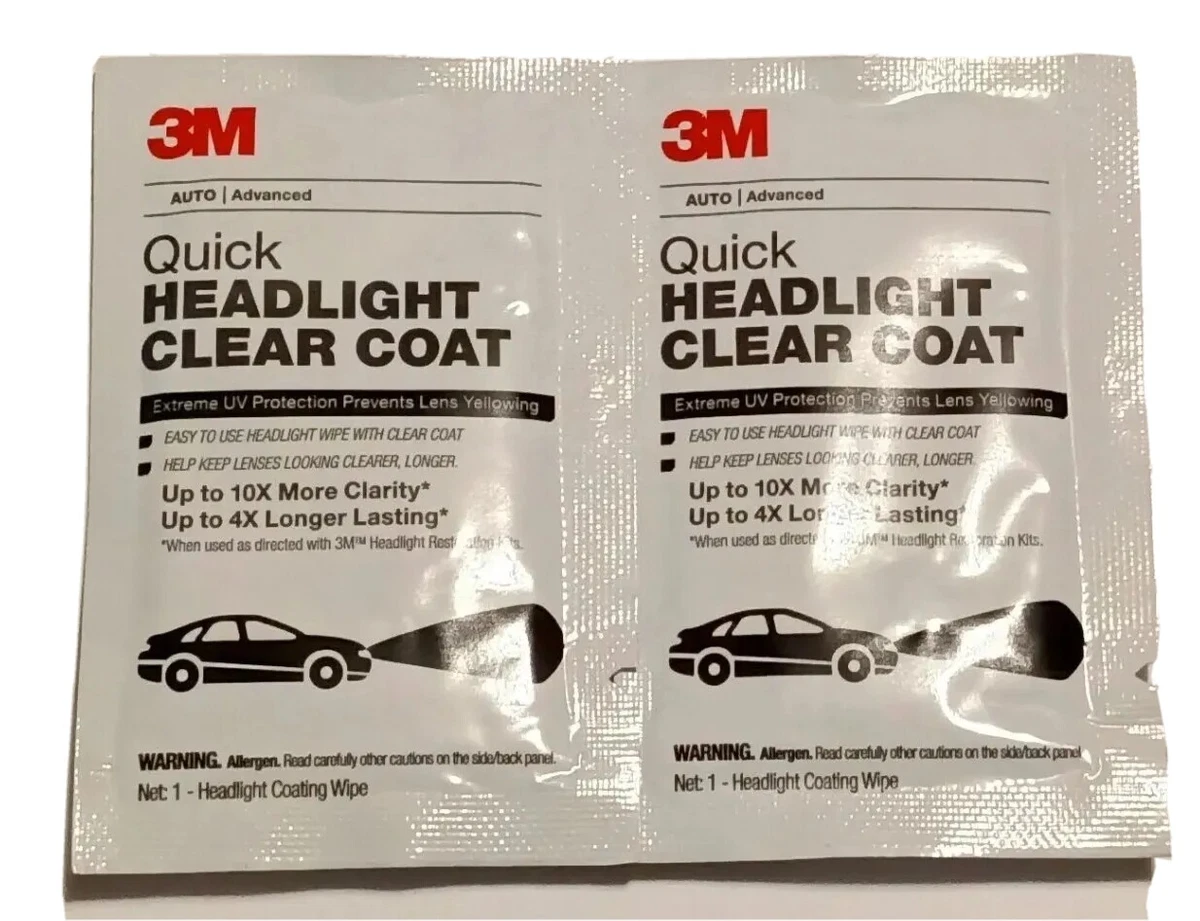 3M
AUTO | Advanced
Quick
HEADLIGHT
CLEAR COAT
Extreme UV Protection Prevents Lens Yellowing
EASY TO USE HEADLIGHT WIPE WITH CLEAR COAT
HELP KEEP LENSES LOOKING CLEARER, LONGER.
Up to 10X More Clarity*
Up to 4X Longer Lasting*
*When used as directed with 3M™ Headlight Restoration Kits.
WARNING. Allergen. Read carefully other cautions on the side/back panel.
Net: 1 - Headlight Coating Wipe
3M
AUTO | Advanced
Quick
HEADLIGHT
CLEAR COAT
Extreme UV Protection Prevents Lens Yellowing
EASY TO USE HEADLIGHT WIPE WITH CLEAR COAT
HELP KEEP LENSES LOOKING CLEARER, LONGER.
Up to 10X More Clarity*
Up to 4X Longer Lasting*
*When used as directed with 3M™ Headlight Restoration Kits.
WARNING. Allergen. Read carefully other cautions on the side/back panel
Net: 1 - Headlight Coating Wipe